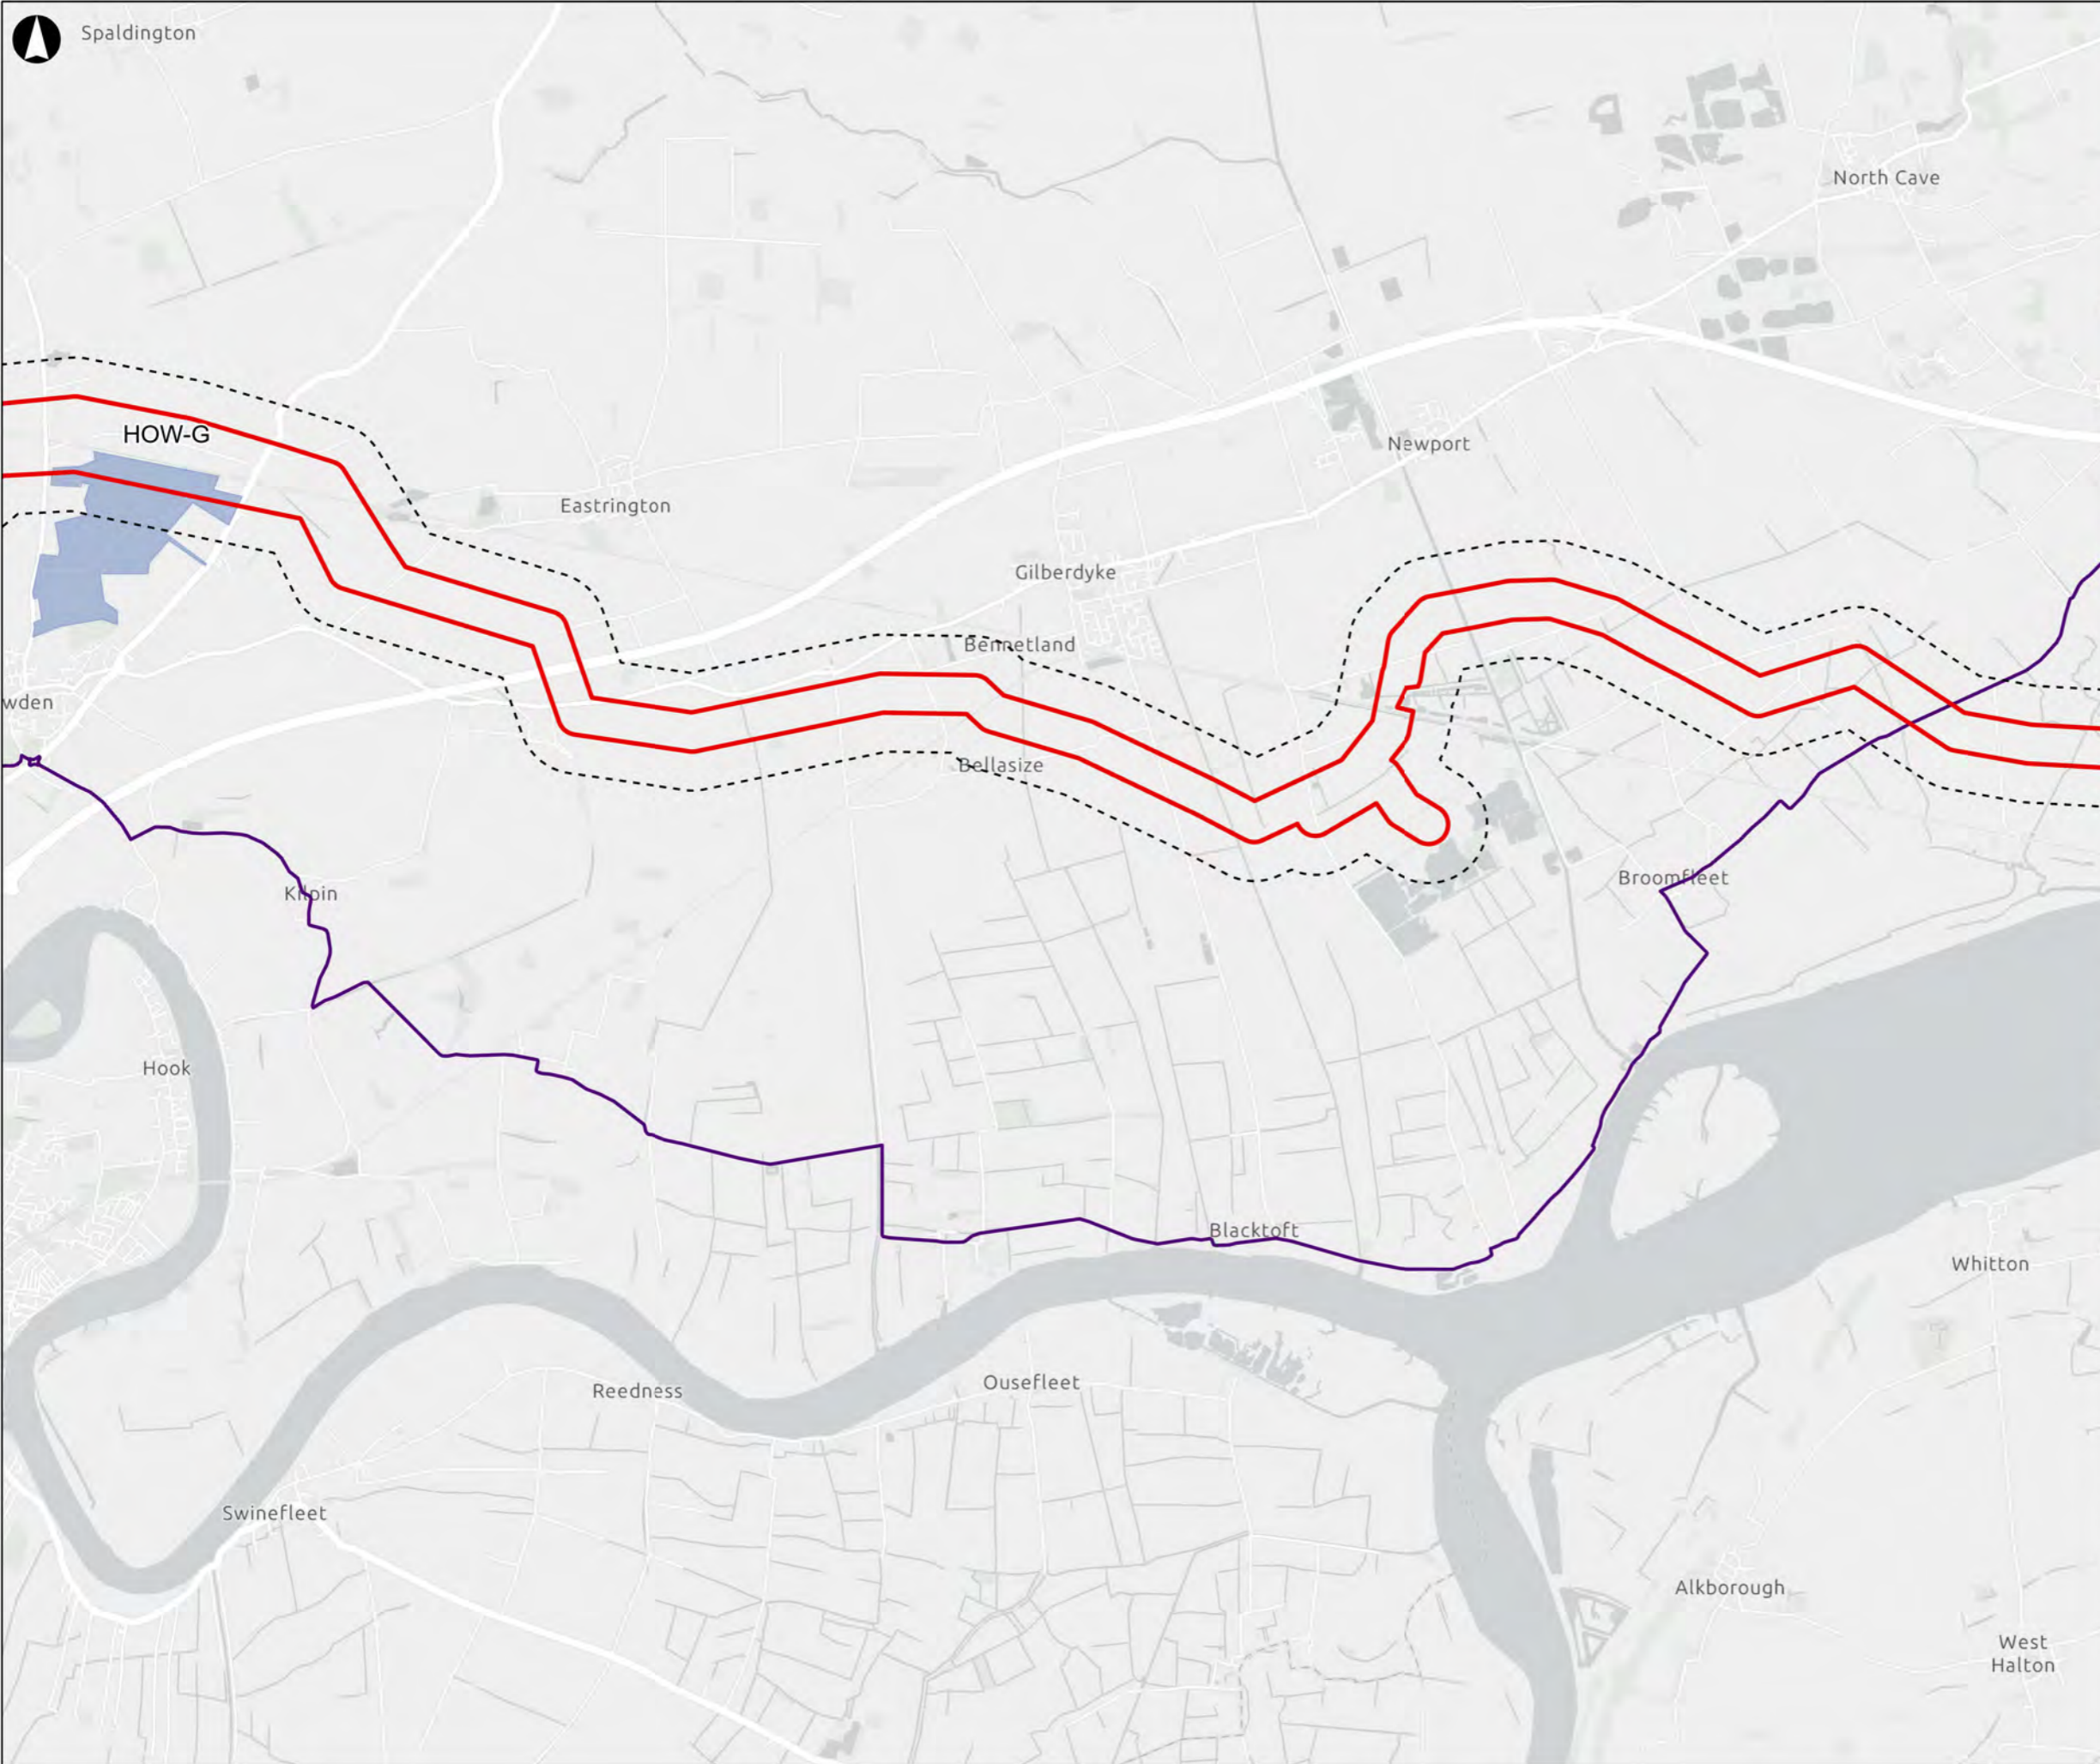 Spaldington
North Cave
HOW-G
Newport
Eastrington
Gilberdyke
Bennetland
wden
Bellasize
Broomfleet
Kilpin
Hook
Blacktoft
Whitton
Ousefleet
Reedness
Swinefleet
Alkborough
West
Halton